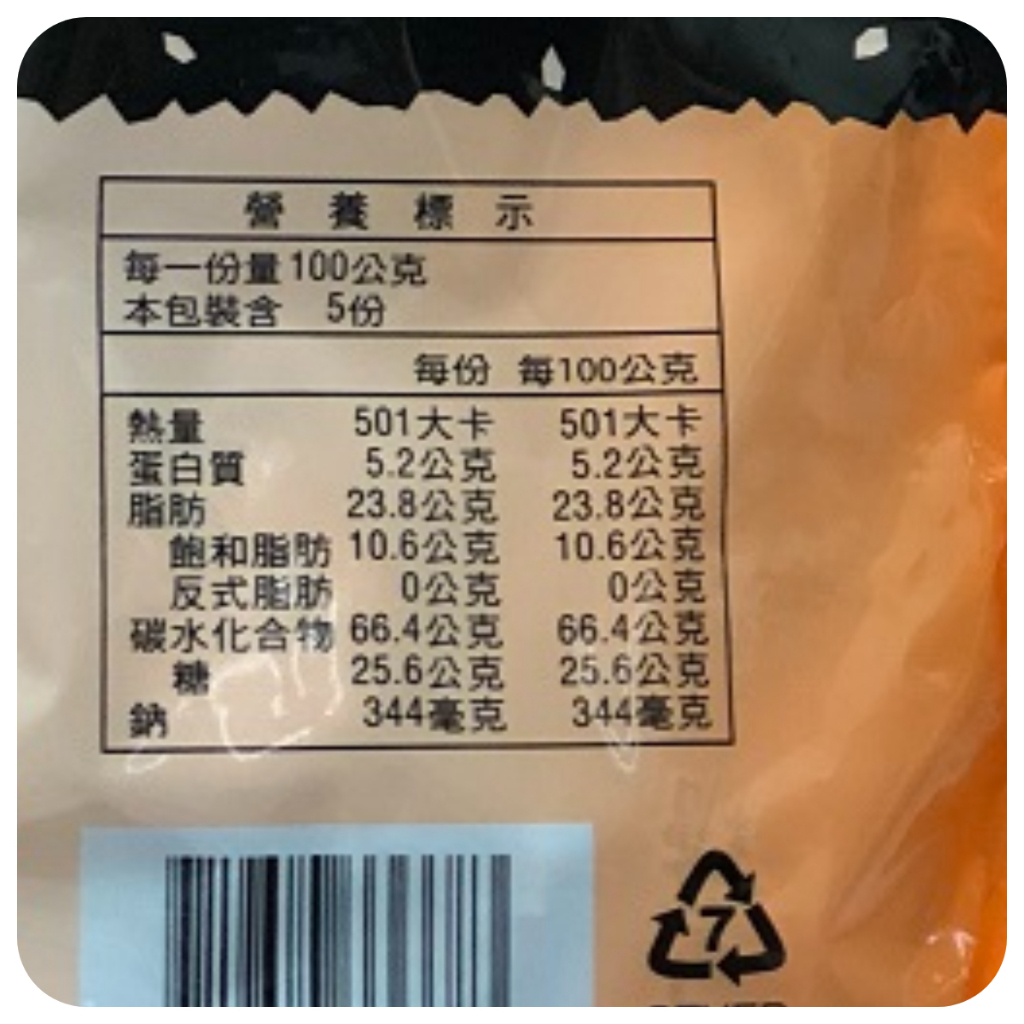 營養標示
每一份量100公克
本包裝含 5份
每份 每100公克
熱量 501大卡 501大卡
蛋白質 5.2公克 5.2公克
脂肪 23.8公克 23.8公克
飽和脂肪 10.6公克 10.6公克
反式脂肪 0公克 0公克
碳水化合物 66.4公克 66.4公克
糖 25.6公克 25.6公克
鈉 344毫克 344毫克
7